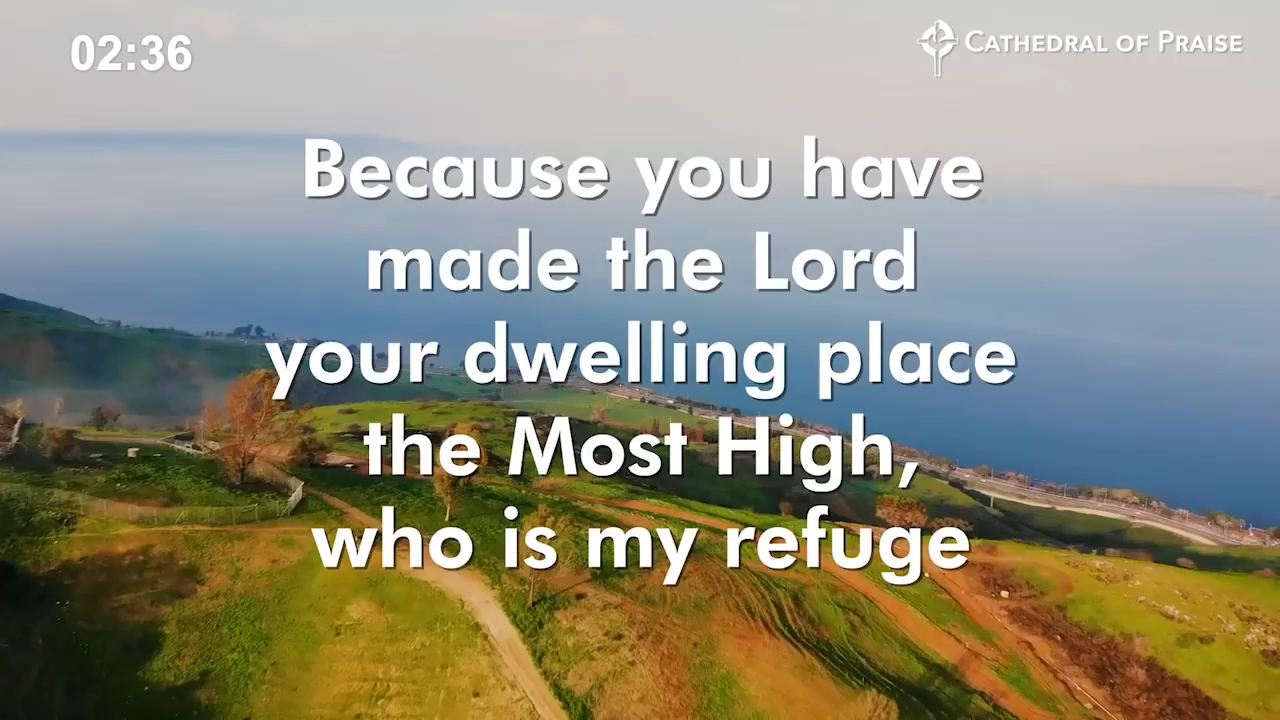 02:36
CATHEDRAL OF PRAISE
Because you have
made the Lord
your dwelling place
the Most High,
who is my refuge